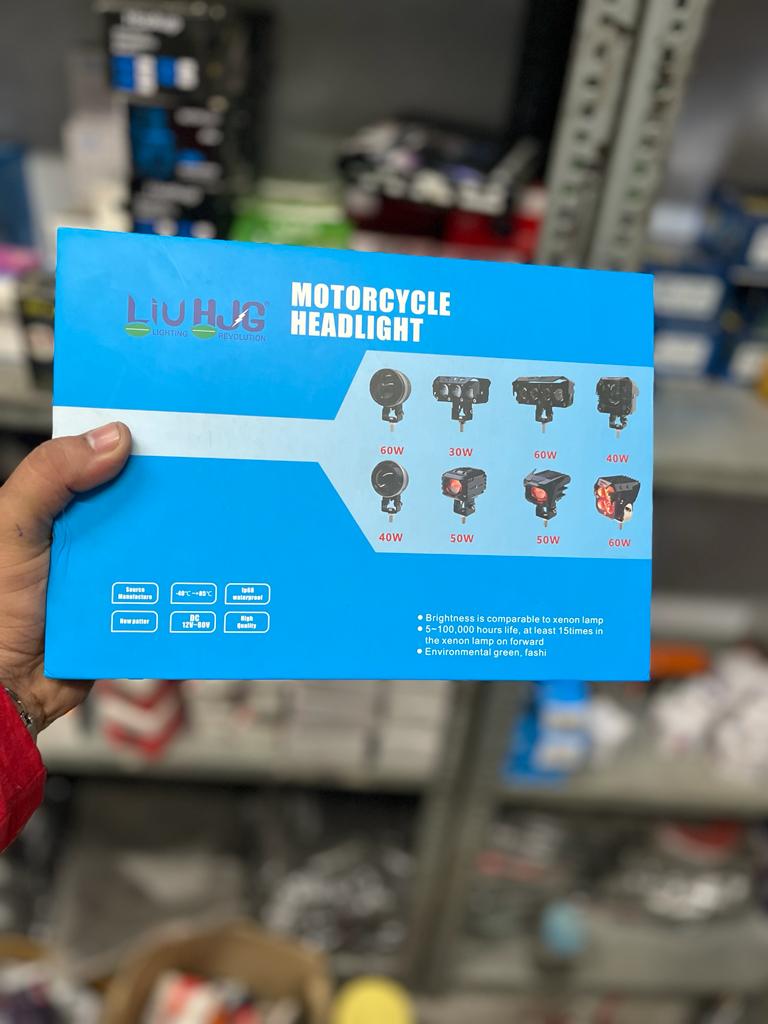 LiU HJG®
LIGHTING REVOLUTION
MOTORCYCLE
HEADLIGHT
60W 30W 60W 40W
40W 50W 50W 60W
Source
Manufacture
-40℃~+85℃
Ip68
waterproof
New patter
DC
12V-80V
High
Quality
● Brightness is comparable to xenon lamp
● 5~100,000 hours life, at least 15times in
the xenon lamp on forward
● Environmental green, fashi